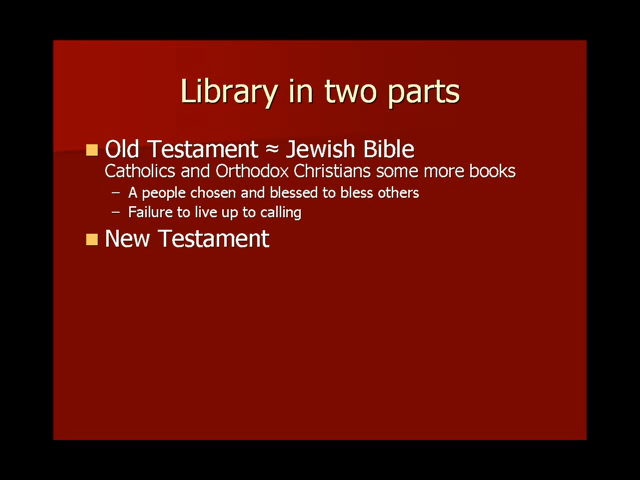 Library in two parts
Old Testament ≈ Jewish Bible
Catholics and Orthodox Christians some more books
– A people chosen and blessed to bless others
– Failure to live up to calling
New Testament